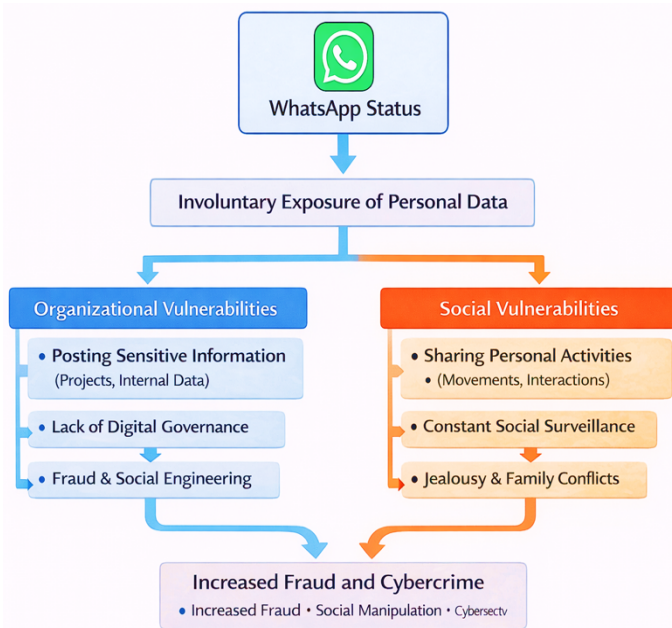 WhatsApp Status
Involuntary Exposure of Personal Data
Organizational Vulnerabilities
• Posting Sensitive Information
(Projects, Internal Data)
• Lack of Digital Governance
• Fraud & Social Engineering
Social Vulnerabilities
• Sharing Personal Activities
• (Movements, Interactions)
• Constant Social Surveillance
• Jealousy & Family Conflicts
Increased Fraud and Cybercrime
• Increased Fraud • Social Manipulation • Cybersectv